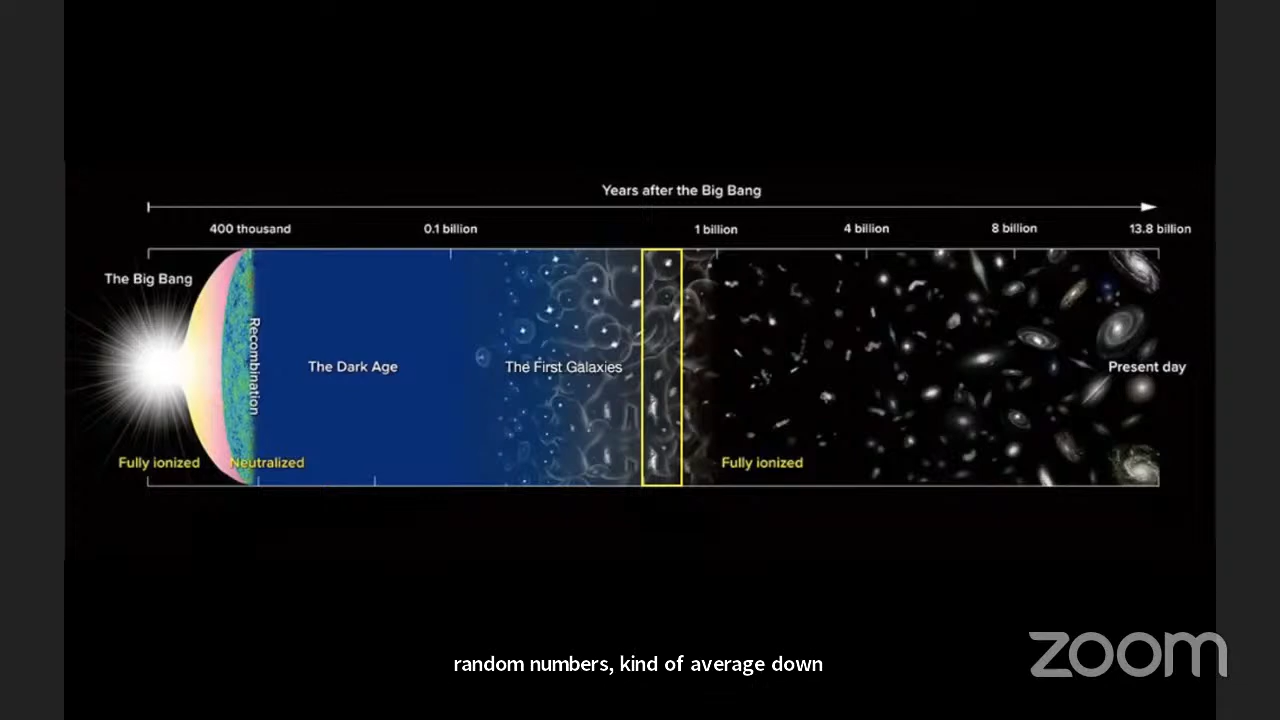 Years after the Big Bang
400 thousand
0.1 billion
1 billion
4 billion
8 billion
13.8 billion
The Big Bang
Recombination
The Dark Age
The First Galaxies
Present day
Fully ionized
Neutralized
Fully ionized
random numbers, kind of average down
zoom